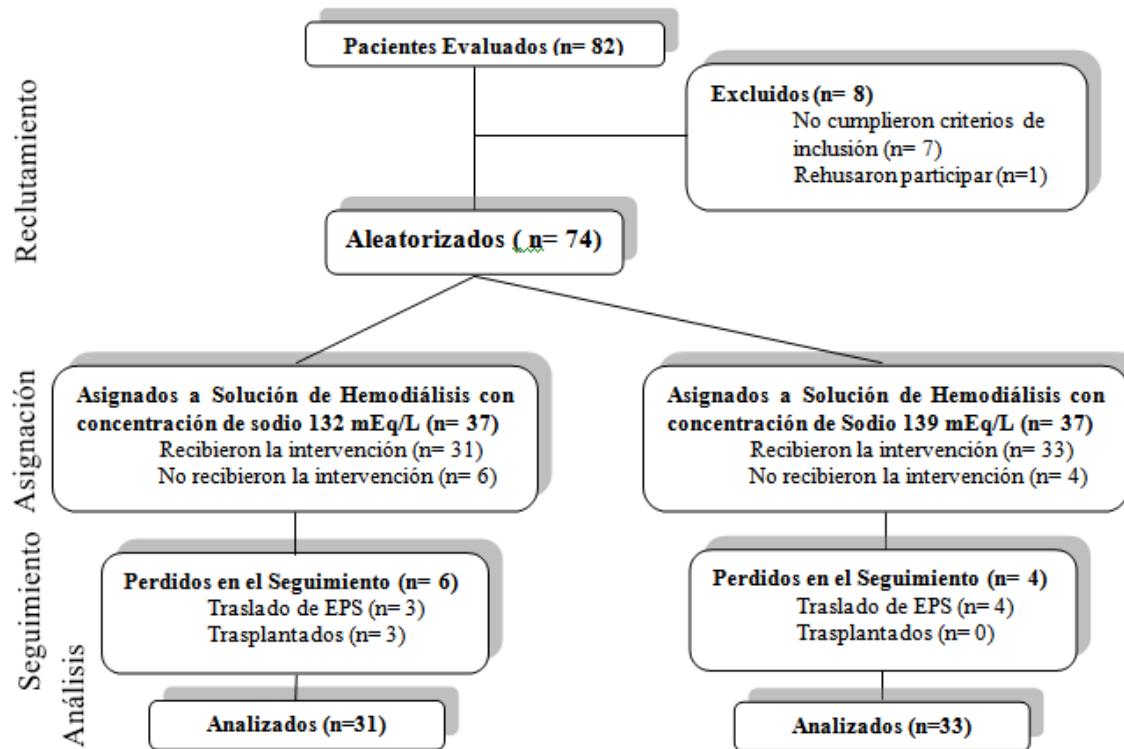 Reclutamiento
Pacientes Evaluados (n= 82)
Excluidos (n= 8)
No cumplieron criterios de
inclusión (n= 7)
Rehusaron participar (n=1)
Aleatorizados ( n= 74)
Asignación
Asignados a Solución de Hemodiálisis con
concentración de sodio 132 mEq/L (n= 37)
Recibieron la intervención (n= 31)
No recibieron la intervención (n= 6)
Asignados a Solución de Hemodiálisis con
concentración de Sodio 139 mEq/L (n= 37)
Recibieron la intervención (n= 33)
No recibieron la intervención (n= 4)
Seguimiento
Perdidos en el Seguimiento (n= 6)
Traslado de EPS (n= 3)
Trasplantados (n= 3)
Perdidos en el Seguimiento (n= 4)
Traslado de EPS (n= 4)
Trasplantados (n= 0)
Análisis
Analizados (n=31)
Analizados (n=33)